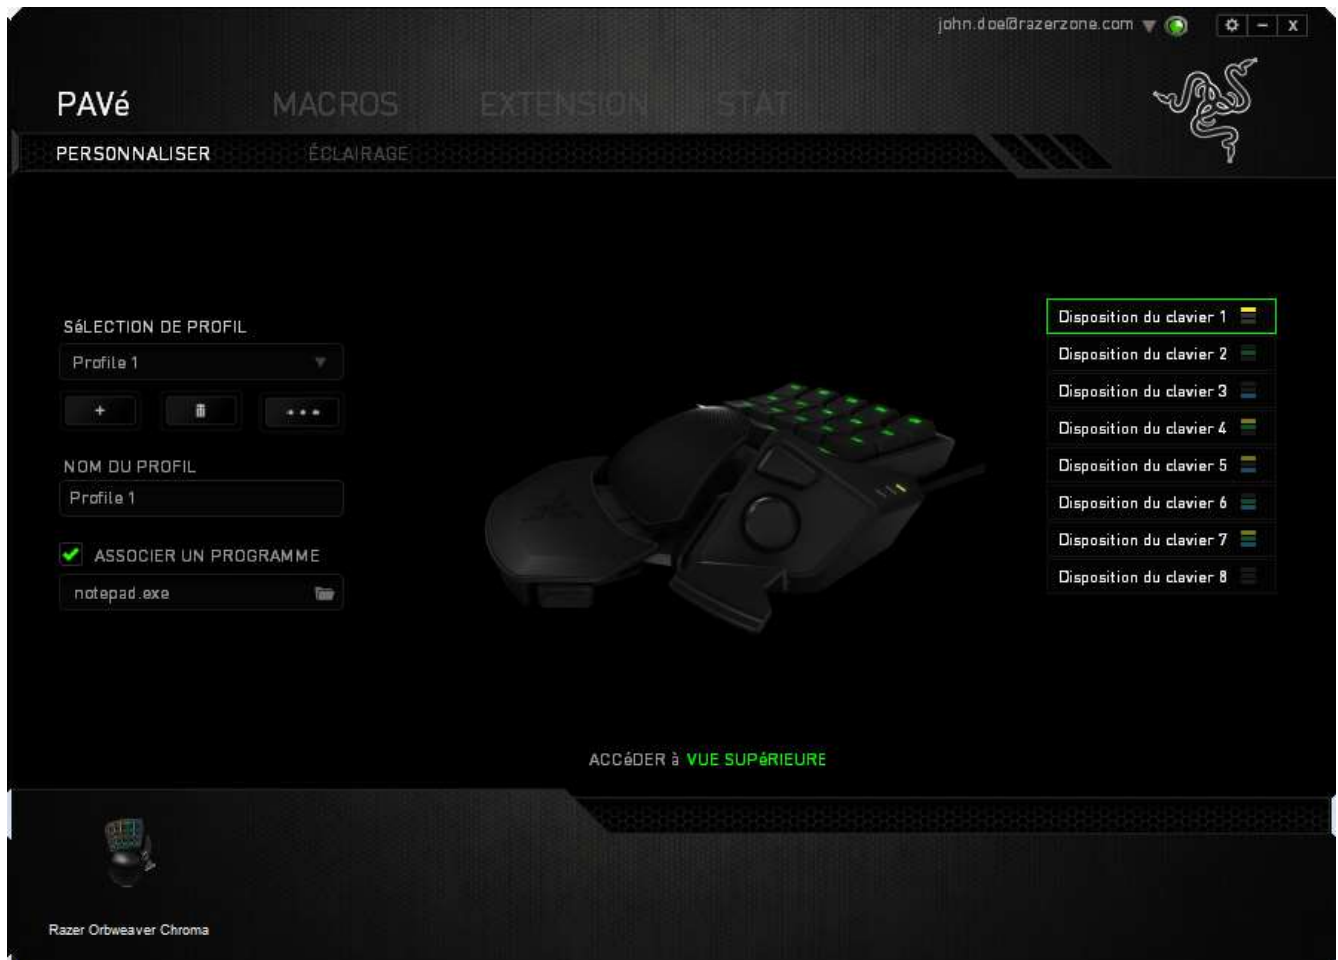 john.doe@razerzone.com
PAVé MACROS EXTENSION STAT
PERSONNALISER ÉCLAIRAGE
SéLECTION DE PROFIL
Profile 1
NOM DU PROFIL
Profile 1
ASSOCIER UN PROGRAMME
notepad.exe
Disposition du clavier 1
Disposition du clavier 2
Disposition du clavier 3
Disposition du clavier 4
Disposition du clavier 5
Disposition du clavier 6
Disposition du clavier 7
Disposition du clavier 8
ACCéDER à VUE SUPéRIEURE
Razer Orbweaver Chroma